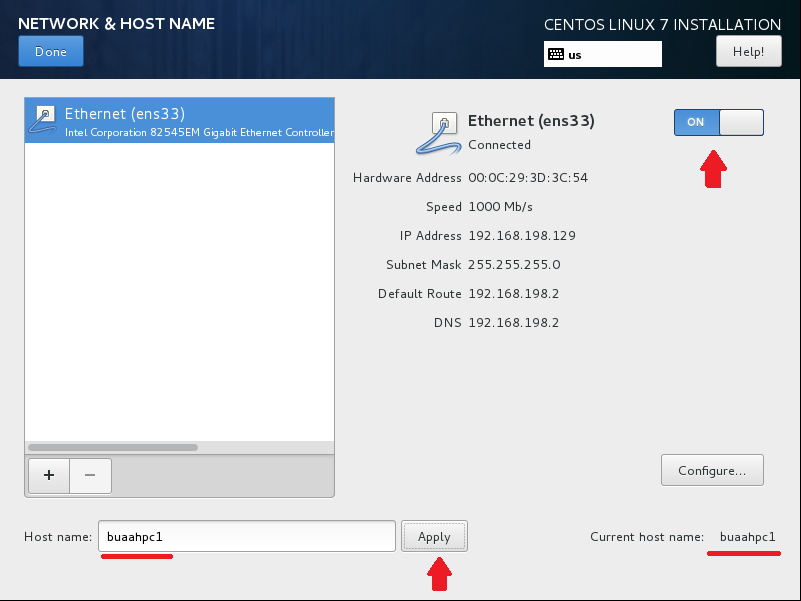 NETWORK & HOST NAME
CENTOS LINUX 7 INSTALLATION
Done
us
Help!
Ethernet (ens33)
Intel Corporation 82545EM Gigabit Ethernet Controller
Ethernet (ens33)
Connected
ON
Hardware Address 00:0C:29:3D:3C:54
Speed 1000 Mb/s
IP Address 192.168.198.129
Subnet Mask 255.255.255.0
Default Route 192.168.198.2
DNS 192.168.198.2
+ −
Configure...
Host name: buaahpc1 Apply
Current host name: buaahpc1